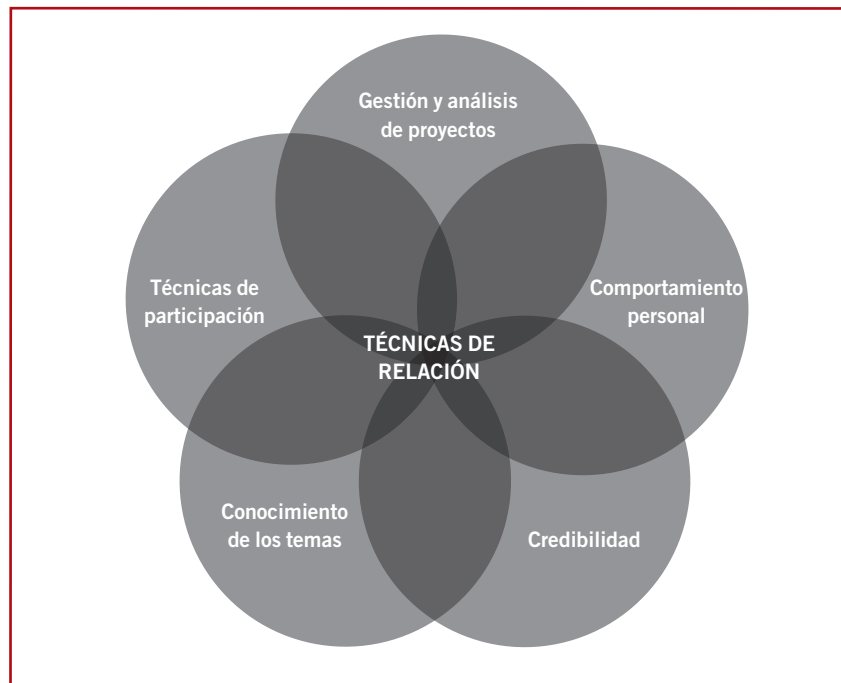 Gestión y análisis
de proyectos
Técnicas de
participación
Comportamiento
personal
TÉCNICAS DE
RELACIÓN
Conocimiento
de los temas
Credibilidad